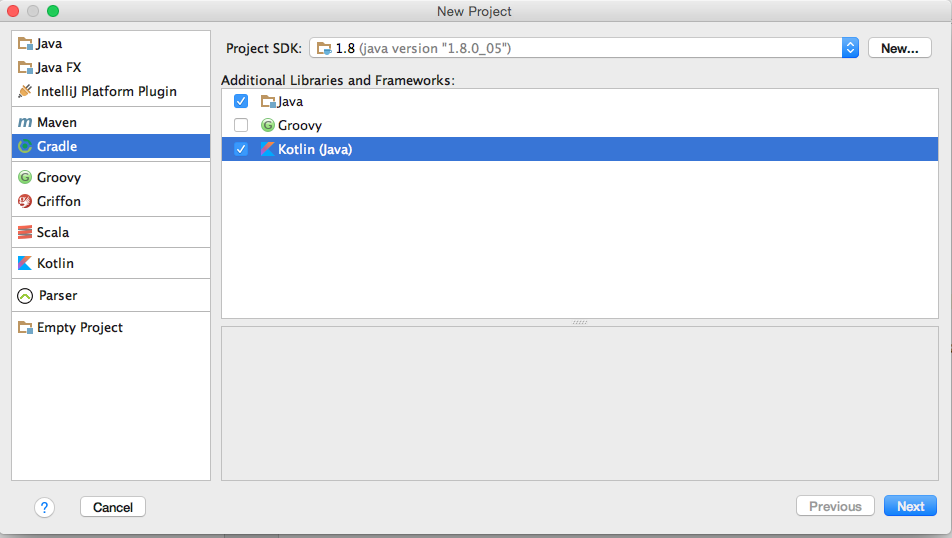 New Project
Java
Java FX
IntelliJ Platform Plugin
Maven
Gradle
Groovy
Griffon
Scala
Kotlin
Parser
Empty Project
Project SDK: 1.8 (java version "1.8.0_05") New...
Additional Libraries and Frameworks:
Java
Groovy
Kotlin (Java)
? Cancel Previous Next